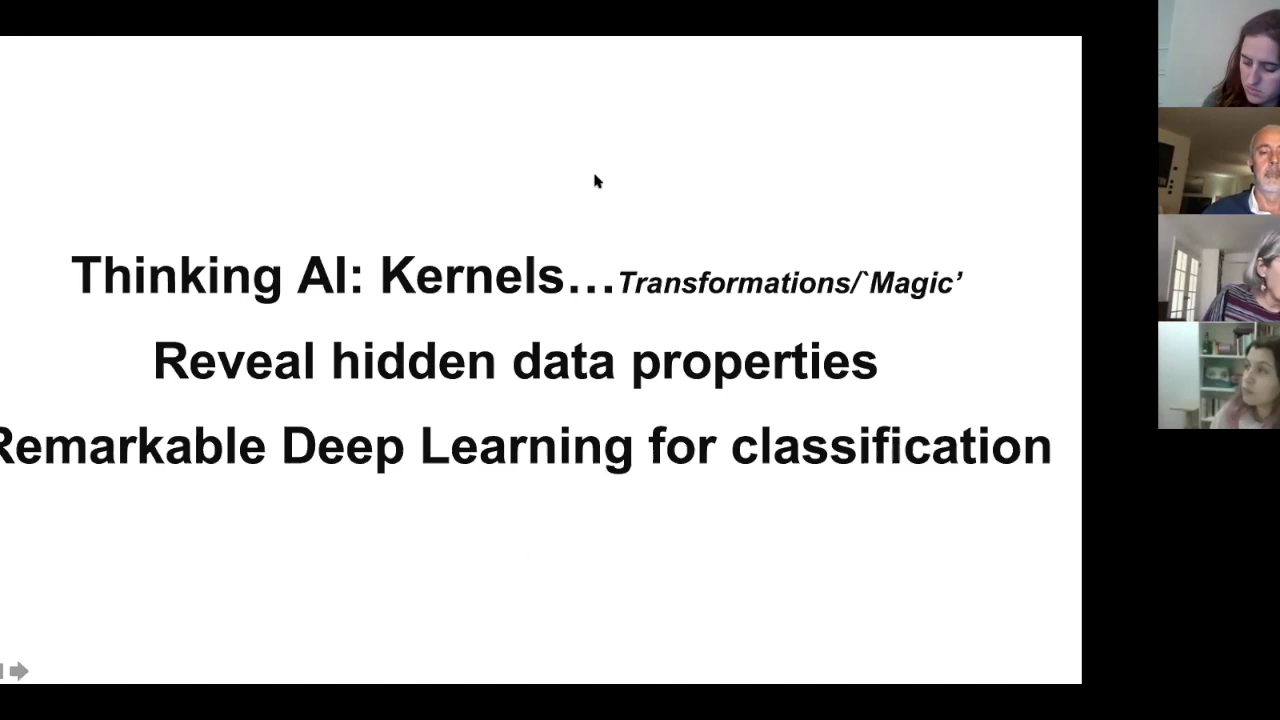 Thinking AI: Kernels…Transformations/`Magic’
Reveal hidden data properties
Remarkable Deep Learning for classification